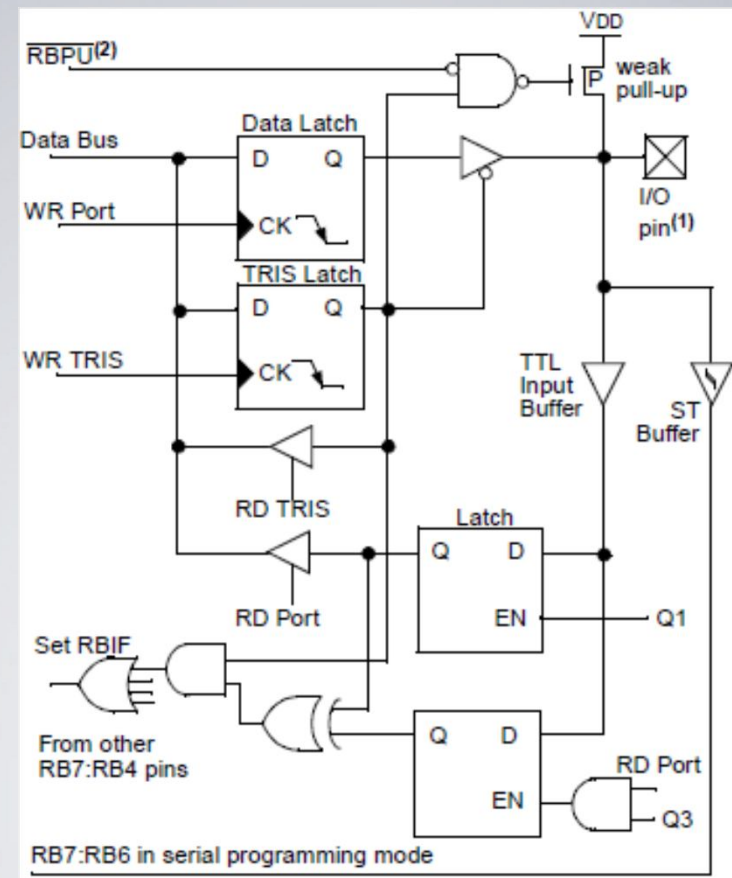 VDD
RBPU(2)
P
weak
pull-up
Data Bus
Data Latch
D Q
I/O
pin(1)
WR Port
CK
TRIS Latch
D Q
WR TRIS
CK
TTL
Input
Buffer
ST
Buffer
RD TRIS
Latch
Q D
RD Port
EN
Q1
Set RBIF
From other
RB7:RB4 pins
Q D
RD Port
EN
Q3
RB7:RB6 in serial programming mode